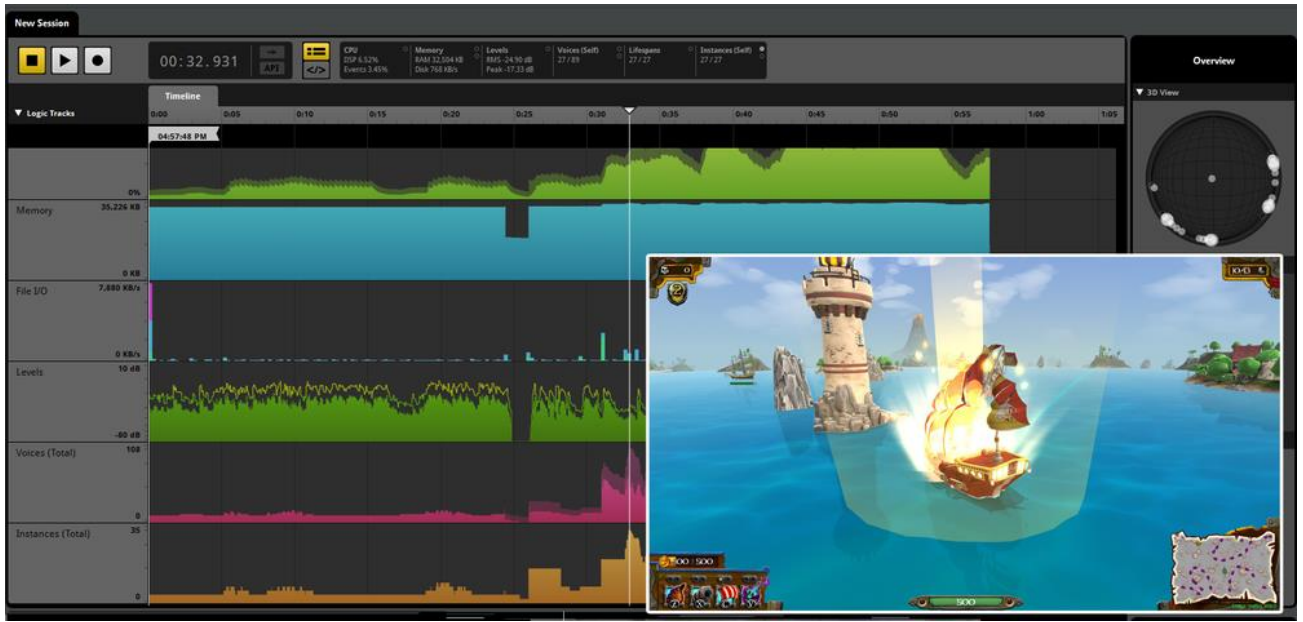 New Session
00:32.931
API
CPU
DSP 6.52%
Events 3.45%
Memory
RAM 32,504 KB
Disk 768 KB/s
Levels
RMS -24.90 dB
Peak -17.33 dB
Voices (Self)
27 / 89
Lifespans
27 / 27
Instances (Self)
27 / 27
Overview
Timeline
3D View
Logic Tracks
0:00 0:05 0:10 0:15 0:20 0:25 0:30 0:35 0:40 0:45 0:50 0:55 1:00 1:05
04:57:48 PM
0%
Memory
35,226 KB
0 KB
File I/O
7,880 KB/s
0 KB/s
Levels
10 dB
-80 dB
Voices (Total)
108
0
Instances (Total)
35
0
0
500
500